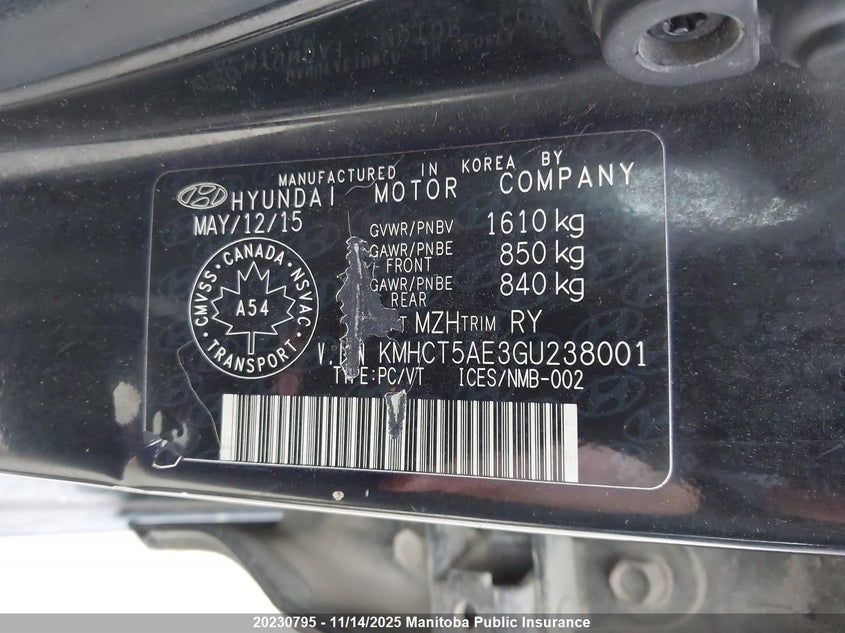 MANUFACTURED IN KOREA BY
HYUNDAI MOTOR COMPANY
MAY/12/15 GVWR/PNBV 1610 kg
GAWR/PNBE FRONT 850 kg
GAWR/PNBE REAR 840 kg
CANADA
CMVSS · NSVAC
A54
TRANSPORT
MZH TRIM RY
KMHCT5AE3GU238001
TYPE:PC/VT ICES/NMB-002
20230795 - 11/14/2025 Manitoba Public Insurance